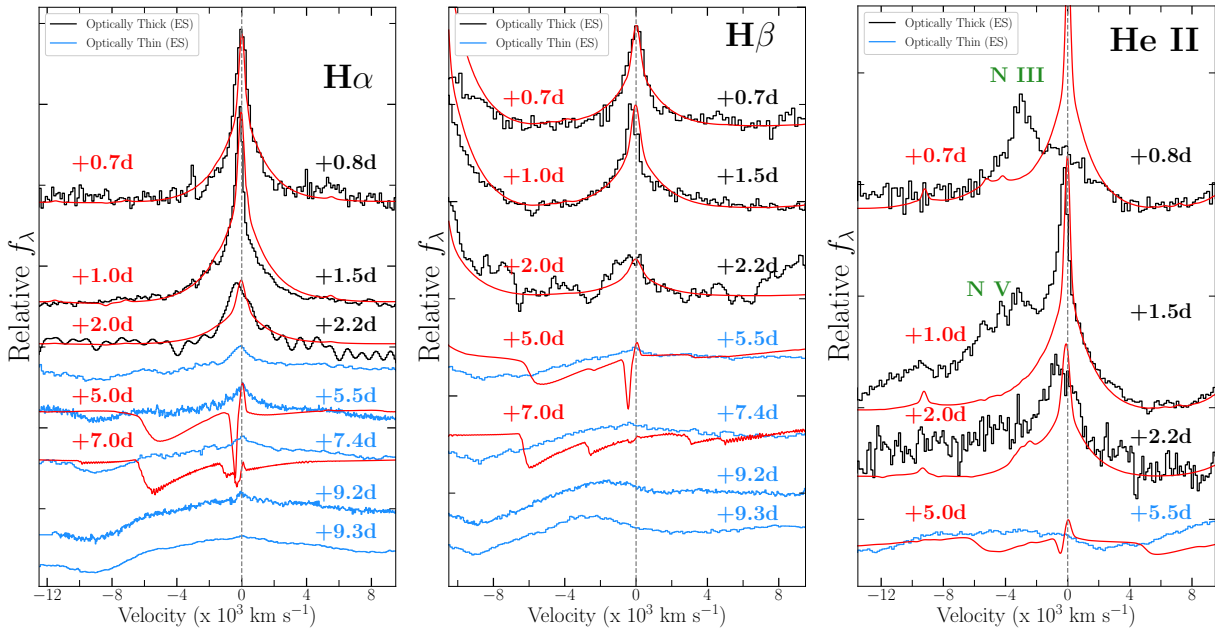 Optically Thick (ES)
Optically Thin (ES)
Hα
+0.7d
+0.8d
+1.0d
+1.5d
+2.0d
+2.2d
+5.0d
+5.5d
+7.0d
+7.4d
+9.2d
+9.3d
Relative fλ
−12 −8 −4 0 4 8
Velocity (x 10³ km s⁻¹)
Optically Thick (ES)
Optically Thin (ES)
Hβ
+0.7d
+0.7d
+1.0d
+1.5d
+2.0d
+2.2d
+5.0d
+5.5d
+7.0d
+7.4d
+9.2d
+9.3d
Relative fλ
−8 −4 0 4 8
Velocity (x 10³ km s⁻¹)
Optically Thick (ES)
Optically Thin (ES)
He II
N III
+0.7d
+0.8d
N V
+1.0d
+1.5d
+2.0d
+2.2d
+5.0d
+5.5d
Relative fλ
−12 −8 −4 0 4 8
Velocity (x 10³ km s⁻¹)